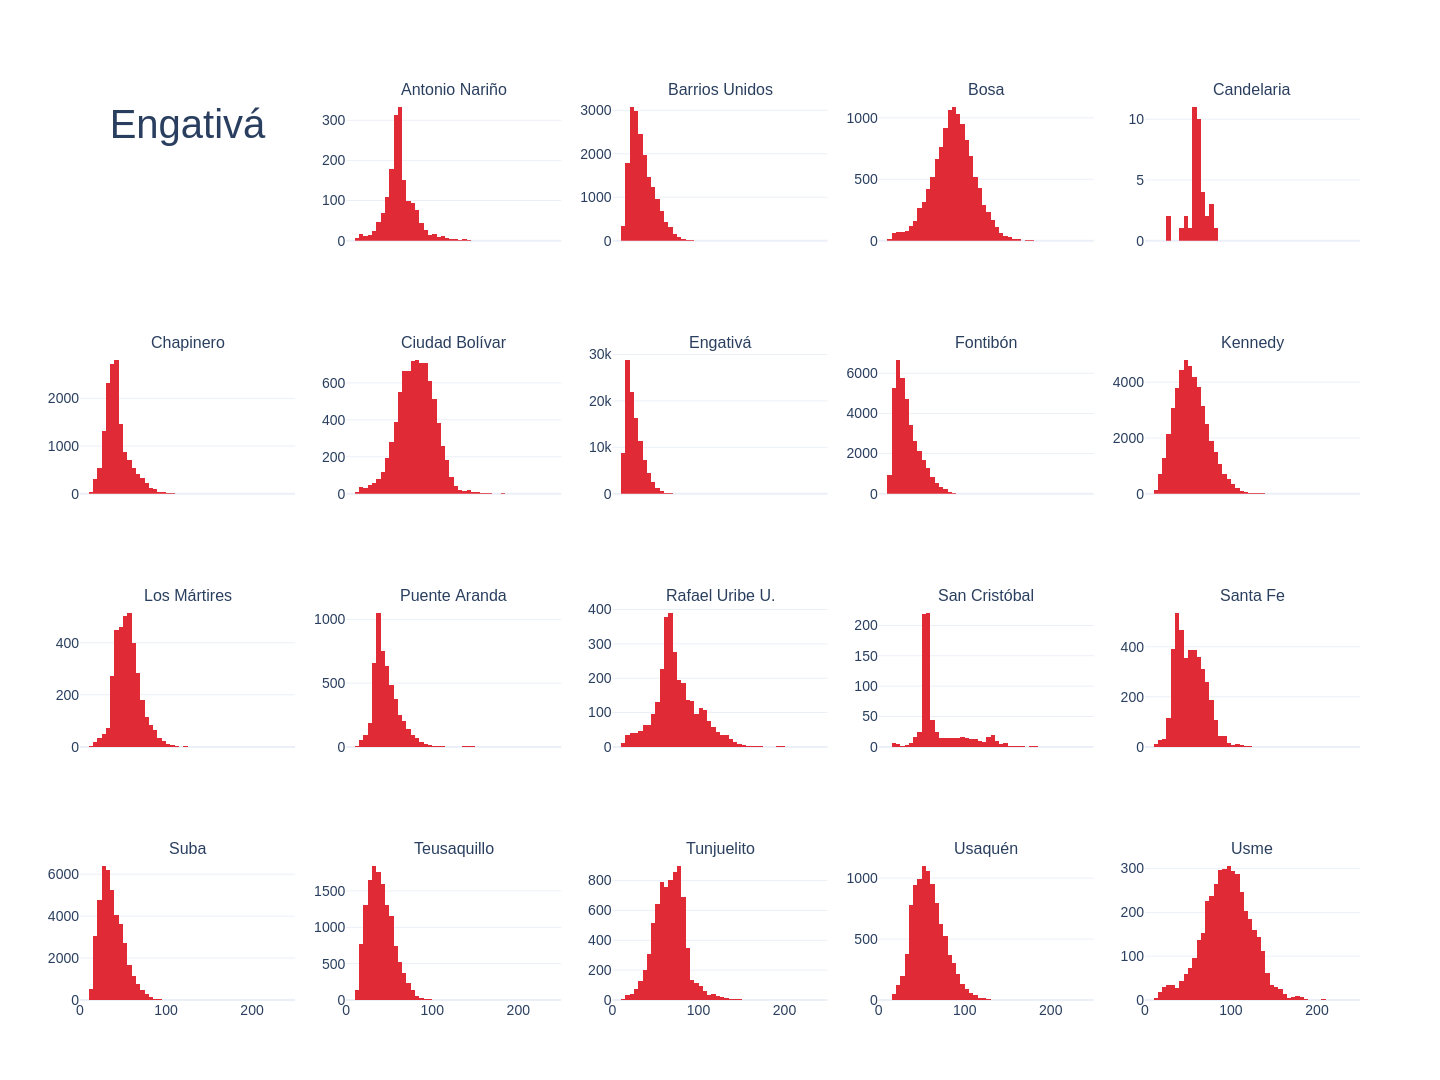 Engativá
Antonio Nariño
300
200
100
0
Barrios Unidos
3000
2000
1000
0
Bosa
1000
500
0
Candelaria
10
5
0
Chapinero
2000
1000
0
Ciudad Bolívar
600
400
200
0
Engativá
30k
20k
10k
0
Fontibón
6000
4000
2000
0
Kennedy
4000
2000
0
Los Mártires
400
200
0
Puente Aranda
1000
500
0
Rafael Uribe U.
400
300
200
100
0
San Cristóbal
200
150
100
50
0
Santa Fe
400
200
0
Suba
6000
4000
2000
0
0 100 200
Teusaquillo
1500
1000
500
0
0 100 200
Tunjuelito
800
600
400
200
0
0 100 200
Usaquén
1000
500
0
0 100 200
Usme
300
200
100
0
0 100 200